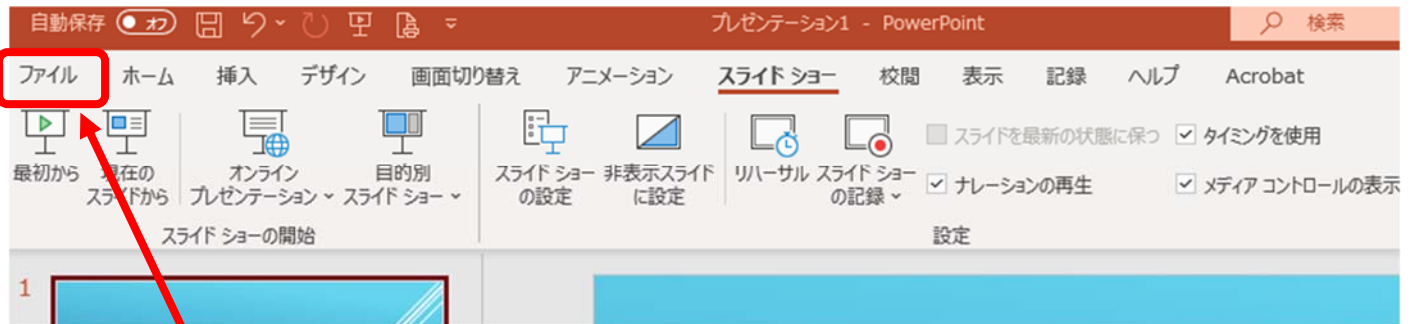 自動保存 オフ プレゼンテーション1 - PowerPoint 検索
ファイル ホーム 挿入 デザイン 画面切り替え アニメーション スライド ショー 校閲 表示 記録 ヘルプ Acrobat
最初から
現在の
スライドから
オンライン
プレゼンテーション
目的別
スライド ショー
スライド ショーの開始
スライド ショー
の設定
非表示スライド
に設定
リハーサル
スライド ショー
の記録
スライドを最新の状態に保つ
ナレーションの再生
タイミングを使用
メディア コントロールの表示
設定
1